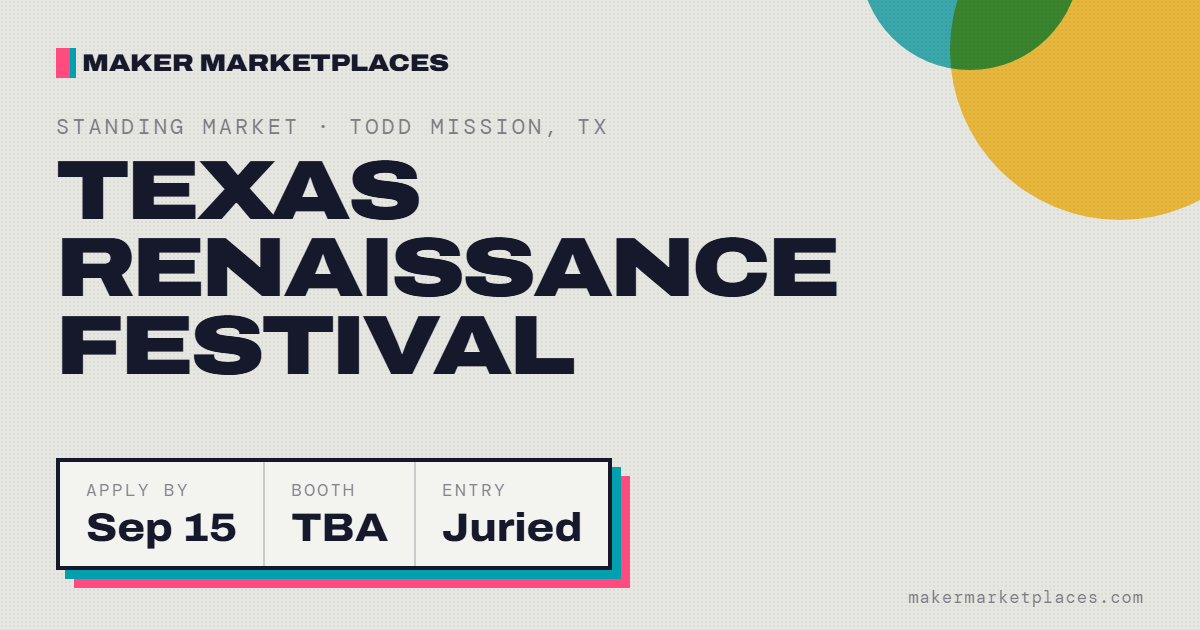 MAKER MARKETPLACES
STANDING MARKET · TODD MISSION, TX
TEXAS
RENAISSANCE
FESTIVAL
APPLY BY
Sep 15
BOOTH
TBA
ENTRY
Juried
makermarketplaces.com